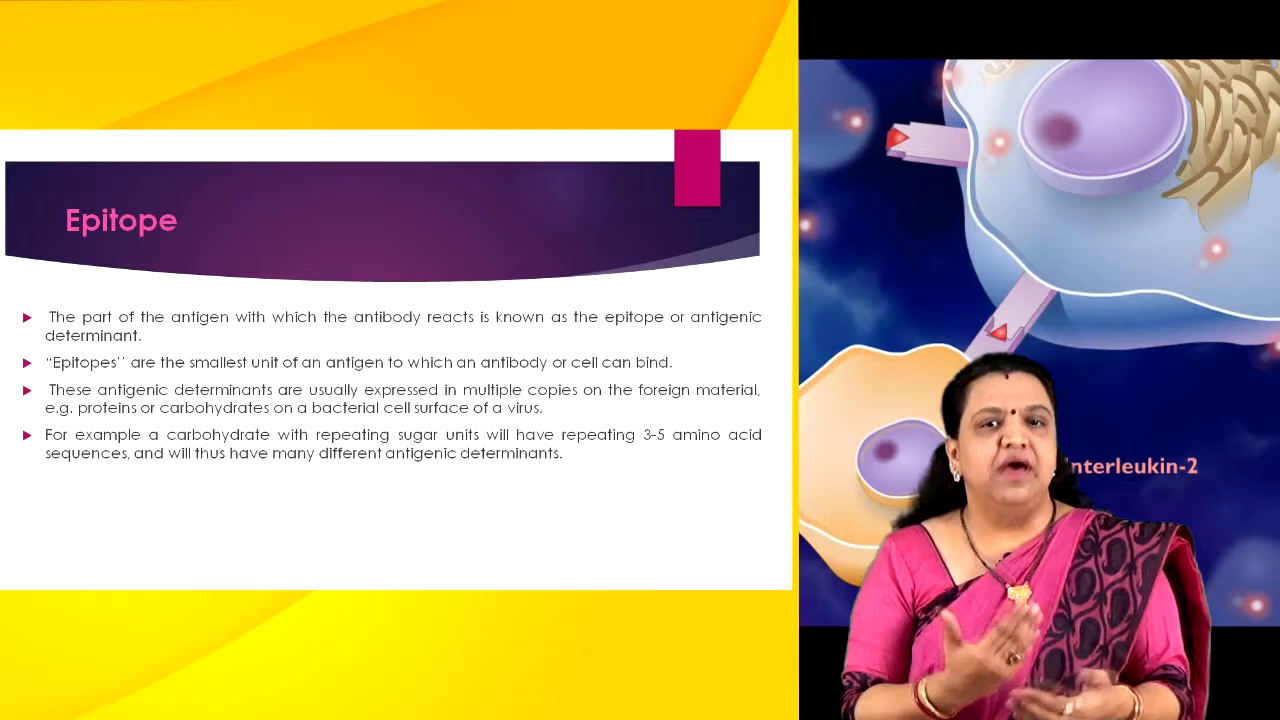 Epitope
The part of the antigen with which the antibody reacts is known as the epitope or antigenic
determinant.
“Epitopes’’ are the smallest unit of an antigen to which an antibody or cell can bind.
These antigenic determinants are usually expressed in multiple copies on the foreign material,
e.g. proteins or carbohydrates on a bacterial cell surface of a virus.
For example a carbohydrate with repeating sugar units will have repeating 3-5 amino acid
sequences, and will thus have many different antigenic determinants.
Interleukin-2